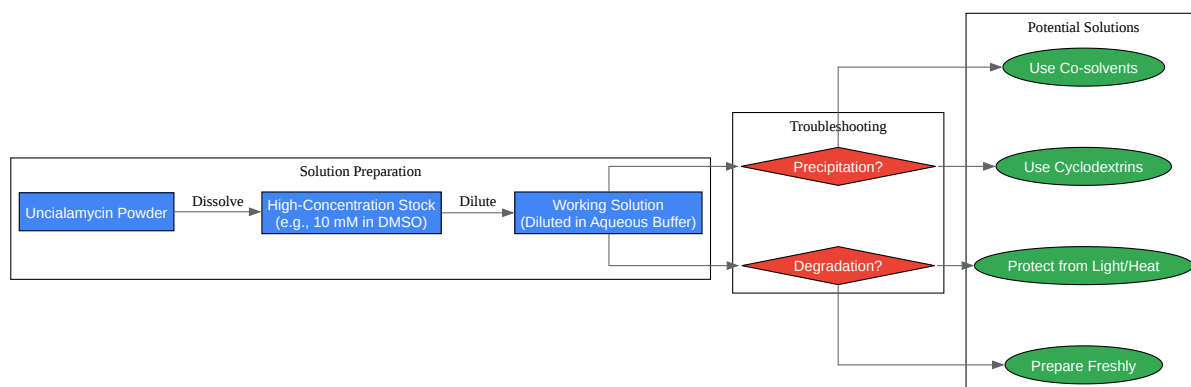 Potential Solutions
Use Co-solvents
Troubleshooting
Precipitation?
Use Cyclodextrins
Solution Preparation
Uncialamycin Powder
Dissolve
High-Concentration Stock
(e.g., 10 mM in DMSO)
Dilute
Working Solution
(Diluted in Aqueous Buffer)
Degradation?
Protect from Light/Heat
Prepare Freshly